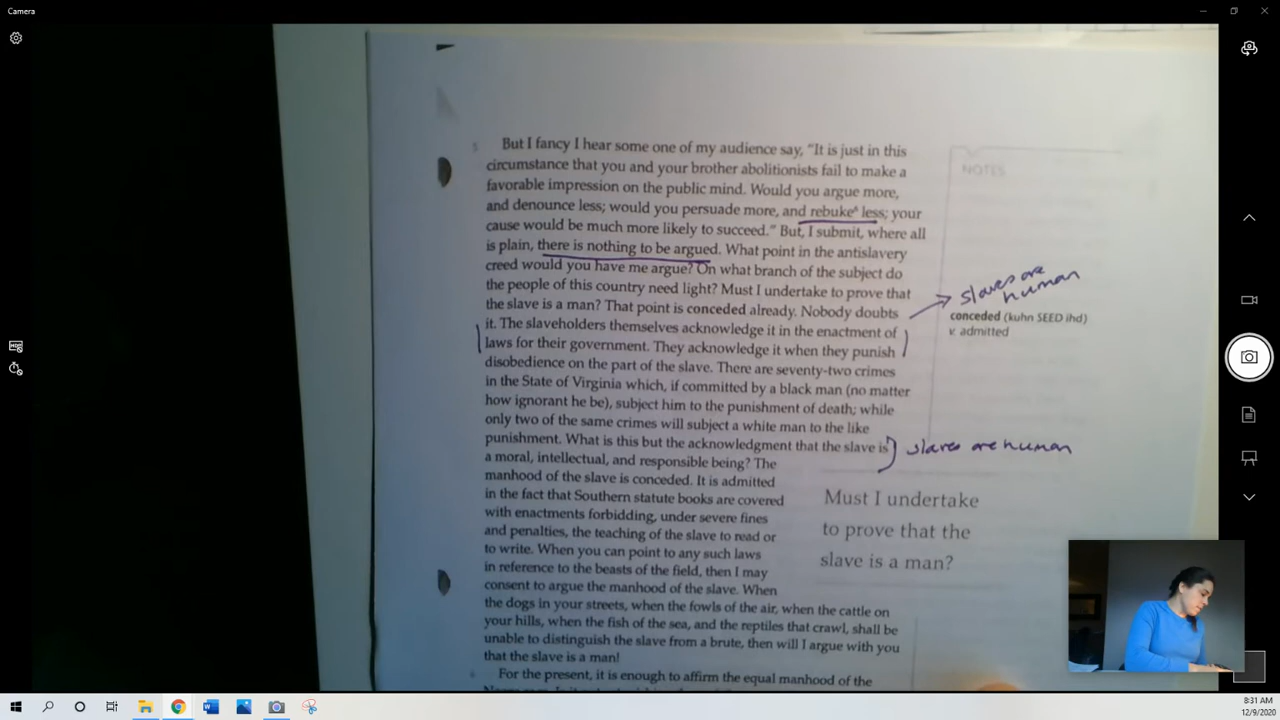 Camera
5
But I fancy I hear some one of my audience say, “It is just in this
circumstance that you and your brother abolitionists fail to make a
favorable impression on the public mind. Would you argue more,
and denounce less; would you persuade more, and rebuke⁶ less; your
cause would be much more likely to succeed.” But, I submit, where all
is plain, there is nothing to be argued. What point in the antislavery
creed would you have me argue? On what branch of the subject do
the people of this country need light? Must I undertake to prove that
the slave is a man? That point is conceded already. Nobody doubts
it. The slaveholders themselves acknowledge it in the enactment of
laws for their government. They acknowledge it when they punish
disobedience on the part of the slave. There are seventy-two crimes
in the State of Virginia which, if committed by a black man (no matter
how ignorant he be), subject him to the punishment of death; while
only two of the same crimes will subject a white man to the like
punishment. What is this but the acknowledgment that the slave is
a moral, intellectual, and responsible being? The
manhood of the slave is conceded. It is admitted
in the fact that Southern statute books are covered
with enactments forbidding, under severe fines
and penalties, the teaching of the slave to read or
to write. When you can point to any such laws
in reference to the beasts of the field, then I may
consent to argue the manhood of the slave. When
the dogs in your streets, when the fowls of the air, when the cattle on
your hills, when the fish of the sea, and the reptiles that crawl, shall be
unable to distinguish the slave from a brute, then will I argue with you
that the slave is a man!
For the present, it is enough to affirm the equal manhood of the
NOTES
slaves are
human
conceded (kuhn SEED ihd)
v. admitted
slaves are human
Must I undertake
to prove that the
slave is a man?
8:31 AM
12/9/2020